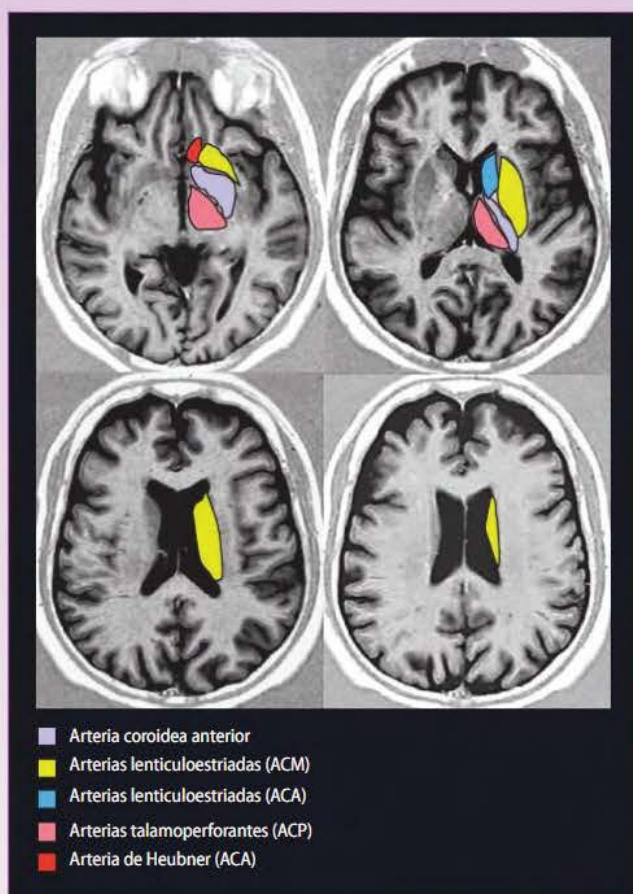 Arteria coroidea anterior
Arterias lenticuloestriadas (ACM)
Arterias lenticuloestriadas (ACA)
Arterias talamoperforantes (ACP)
Arteria de Heubner (ACA)